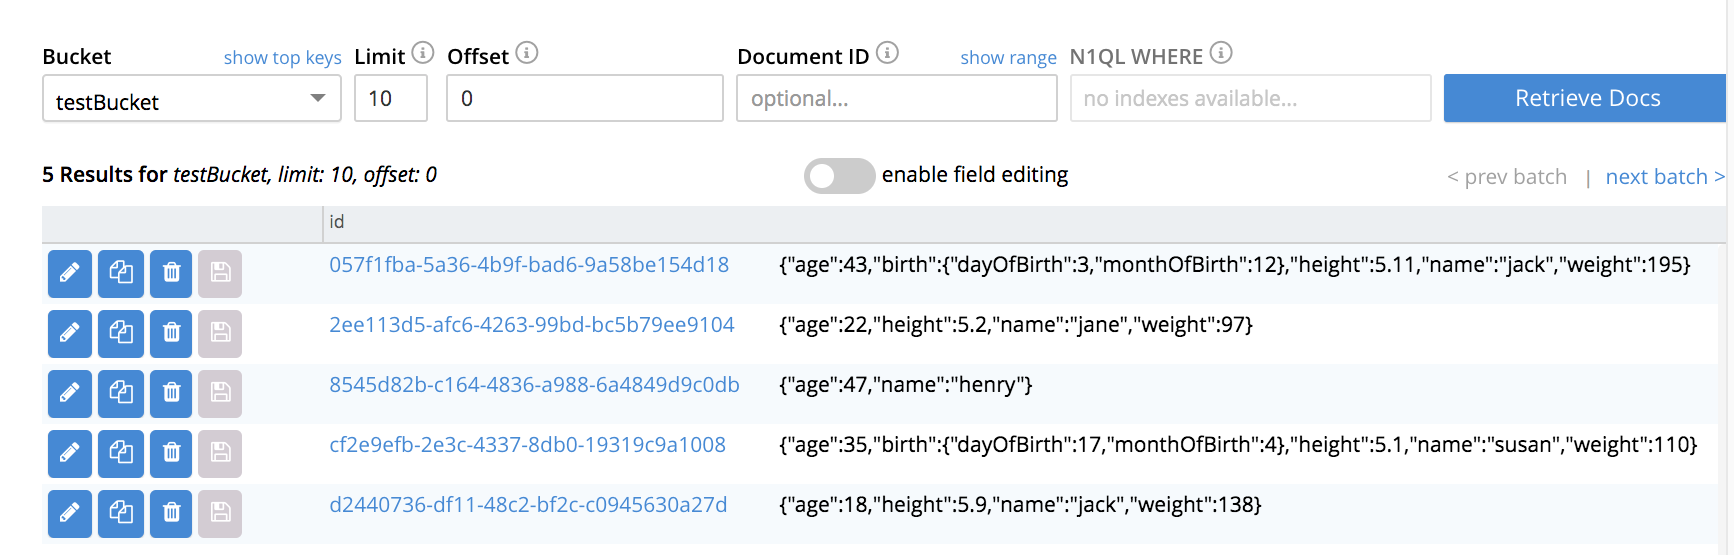 Bucket show top keys Limit Offset Document ID show range N1QL WHERE
testBucket 10 0 optional... no indexes available... Retrieve Docs
5 Results for testBucket, limit: 10, offset: 0 enable field editing < prev batch | next batch >
id
057f1fba-5a36-4b9f-bad6-9a58be154d18 {"age":43,"birth":{"dayOfBirth":3,"monthOfBirth":12},"height":5.11,"name":"jack","weight":195}
2ee113d5-afc6-4263-99bd-bc5b79ee9104 {"age":22,"height":5.2,"name":"jane","weight":97}
8545d82b-c164-4836-a988-6a4849d9c0db {"age":47,"name":"henry"}
cf2e9efb-2e3c-4337-8db0-19319c9a1008 {"age":35,"birth":{"dayOfBirth":17,"monthOfBirth":4},"height":5.1,"name":"susan","weight":110}
d2440736-df11-48c2-bf2c-c0945630a27d {"age":18,"height":5.9,"name":"jack","weight":138}